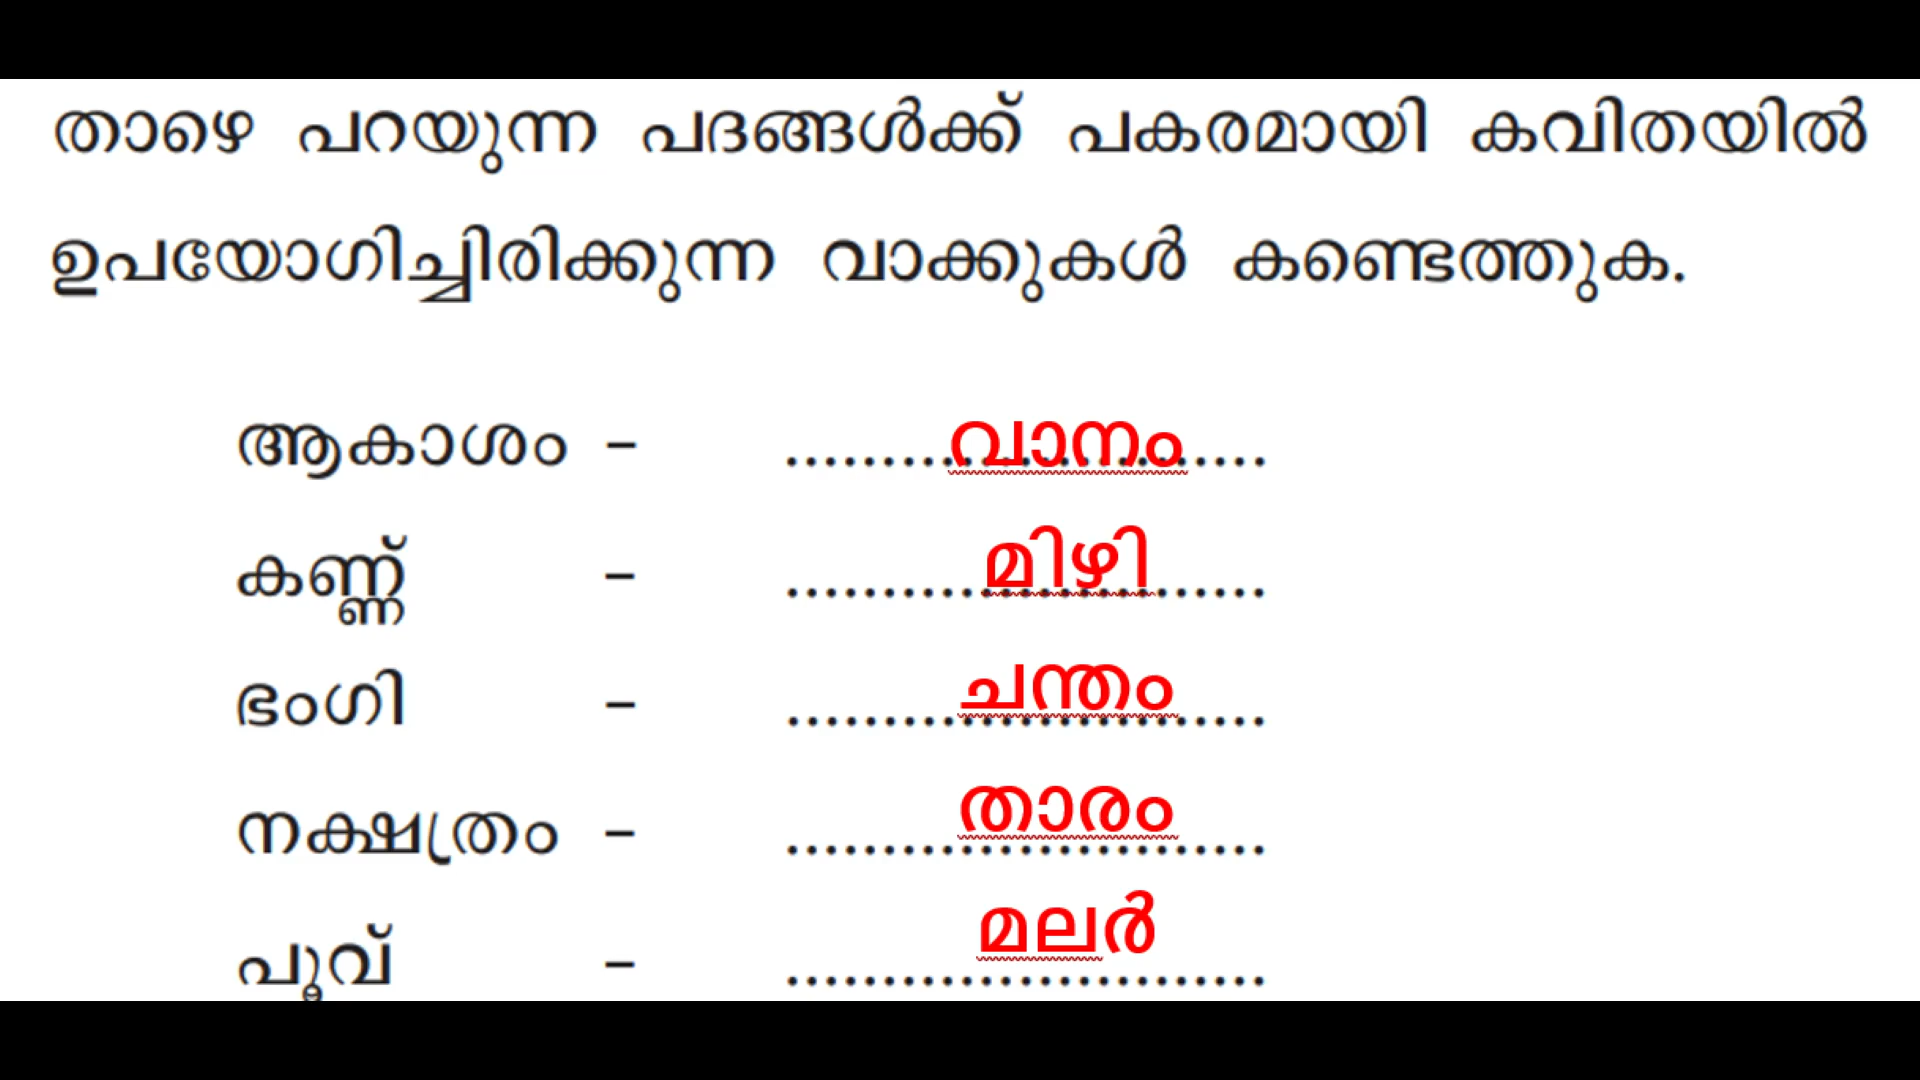 താഴെ പറയുന്ന പദങ്ങൾക്ക് പകരമായി കവിതയിൽ
ഉപയോഗിച്ചിരിക്കുന്ന വാക്കുകൾ കണ്ടെത്തുക.
ആകാശം - .........................വാനം
കണ്ണ് - .........................മിഴി
ഭംഗി - .........................ചന്തം
നക്ഷത്രം - .........................താരം
പൂവ് - .........................മലർ